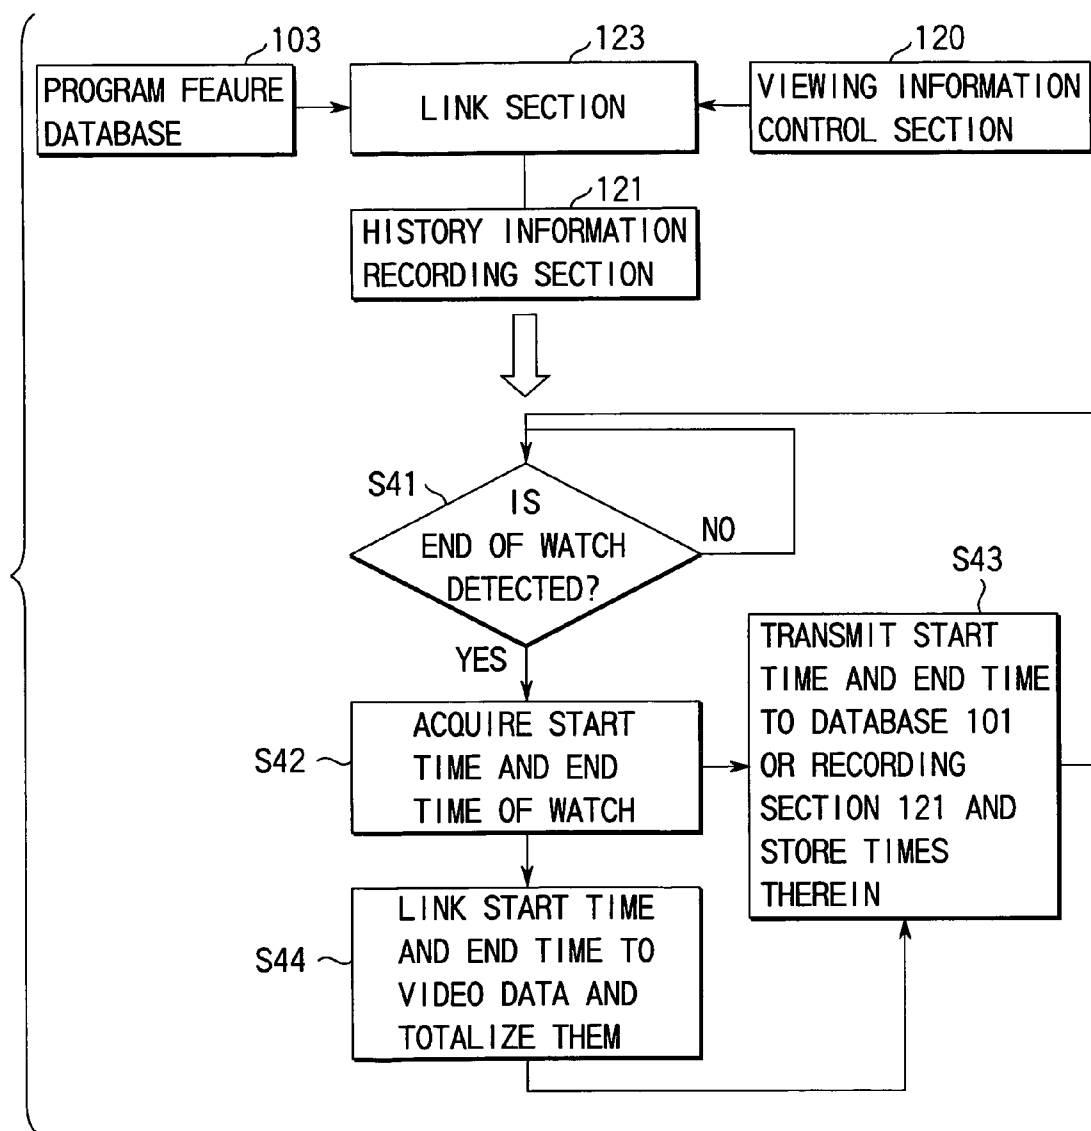 103
PROGRAM FEAURE
DATABASE
123
LINK SECTION
120
VIEWING INFORMATION
CONTROL SECTION
121
HISTORY INFORMATION
RECORDING SECTION
S41
IS
END OF WATCH
DETECTED?
NO
YES
S42
ACQUIRE START
TIME AND END
TIME OF WATCH
S43
TRANSMIT START
TIME AND END TIME
TO DATABASE 101
OR RECORDING
SECTION 121 AND
STORE TIMES
THEREIN
S44
LINK START TIME
AND END TIME TO
VIDEO DATA AND
TOTALIZE THEM